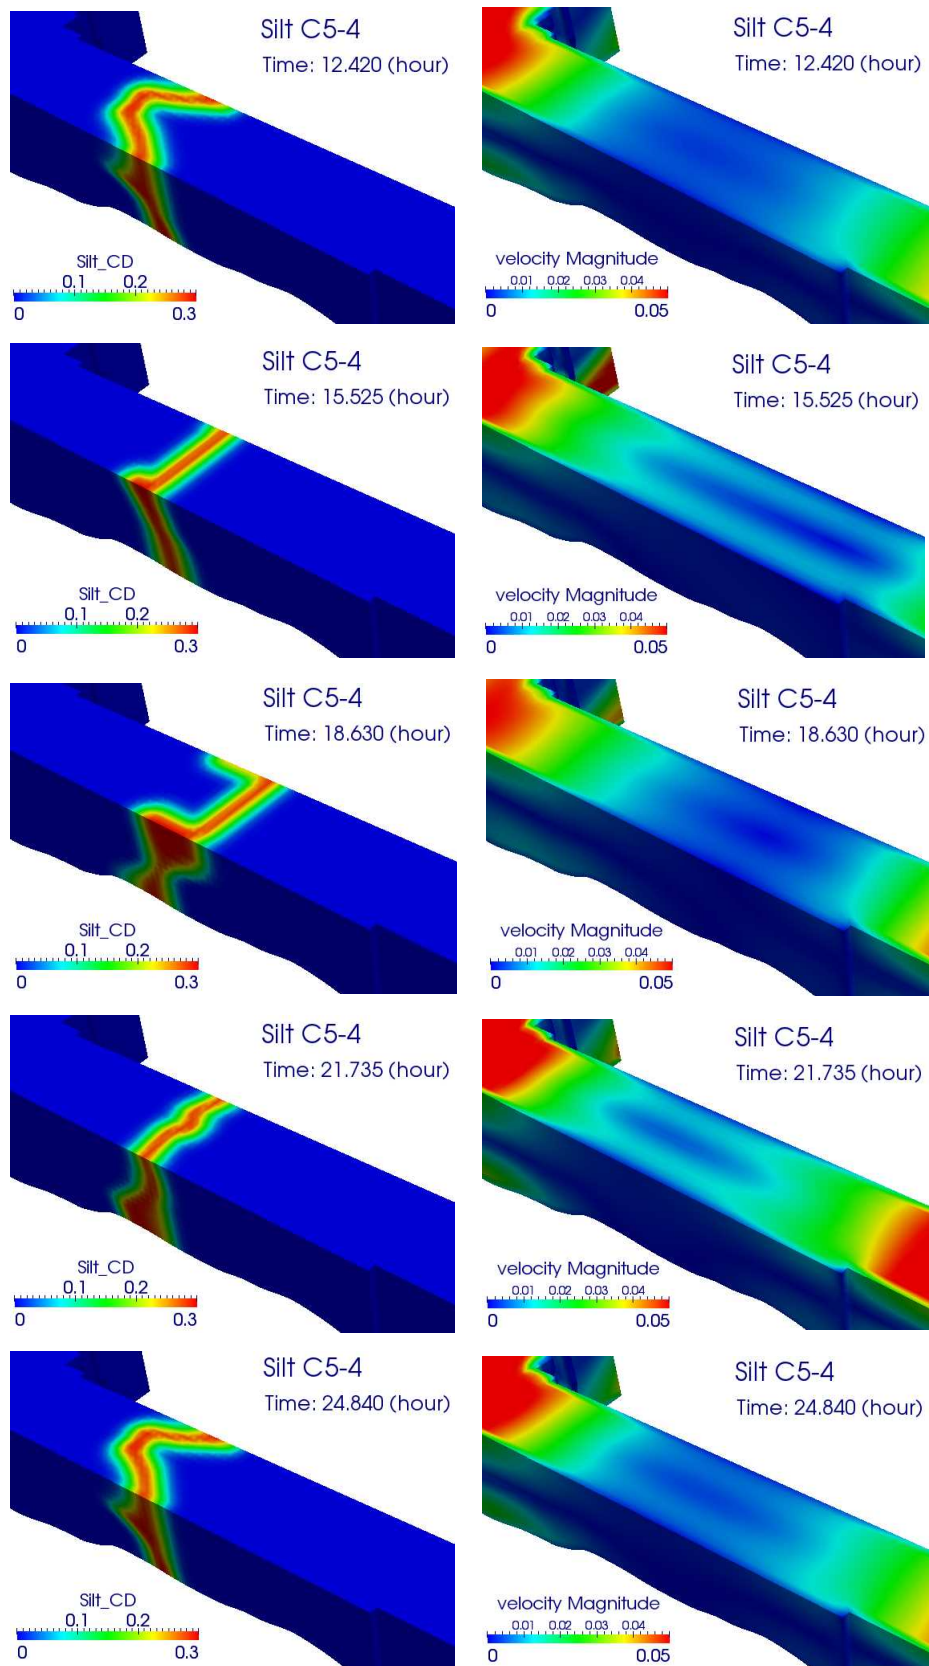 Silt C5-4
Time: 12.420 (hour)
Silt_CD
0.1 0.2
0 0.3
Silt C5-4
Time: 12.420 (hour)
velocity Magnitude
0.01 0.02 0.03 0.04
0 0.05
Silt C5-4
Time: 15.525 (hour)
Silt_CD
0.1 0.2
0 0.3
Silt C5-4
Time: 15.525 (hour)
velocity Magnitude
0.01 0.02 0.03 0.04
0 0.05
Silt C5-4
Time: 18.630 (hour)
Silt_CD
0.1 0.2
0 0.3
Silt C5-4
Time: 18.630 (hour)
velocity Magnitude
0.01 0.02 0.03 0.04
0 0.05
Silt C5-4
Time: 21.735 (hour)
Silt_CD
0.1 0.2
0 0.3
Silt C5-4
Time: 21.735 (hour)
velocity Magnitude
0.01 0.02 0.03 0.04
0 0.05
Silt C5-4
Time: 24.840 (hour)
Silt_CD
0.1 0.2
0 0.3
Silt C5-4
Time: 24.840 (hour)
velocity Magnitude
0.01 0.02 0.03 0.04
0 0.05